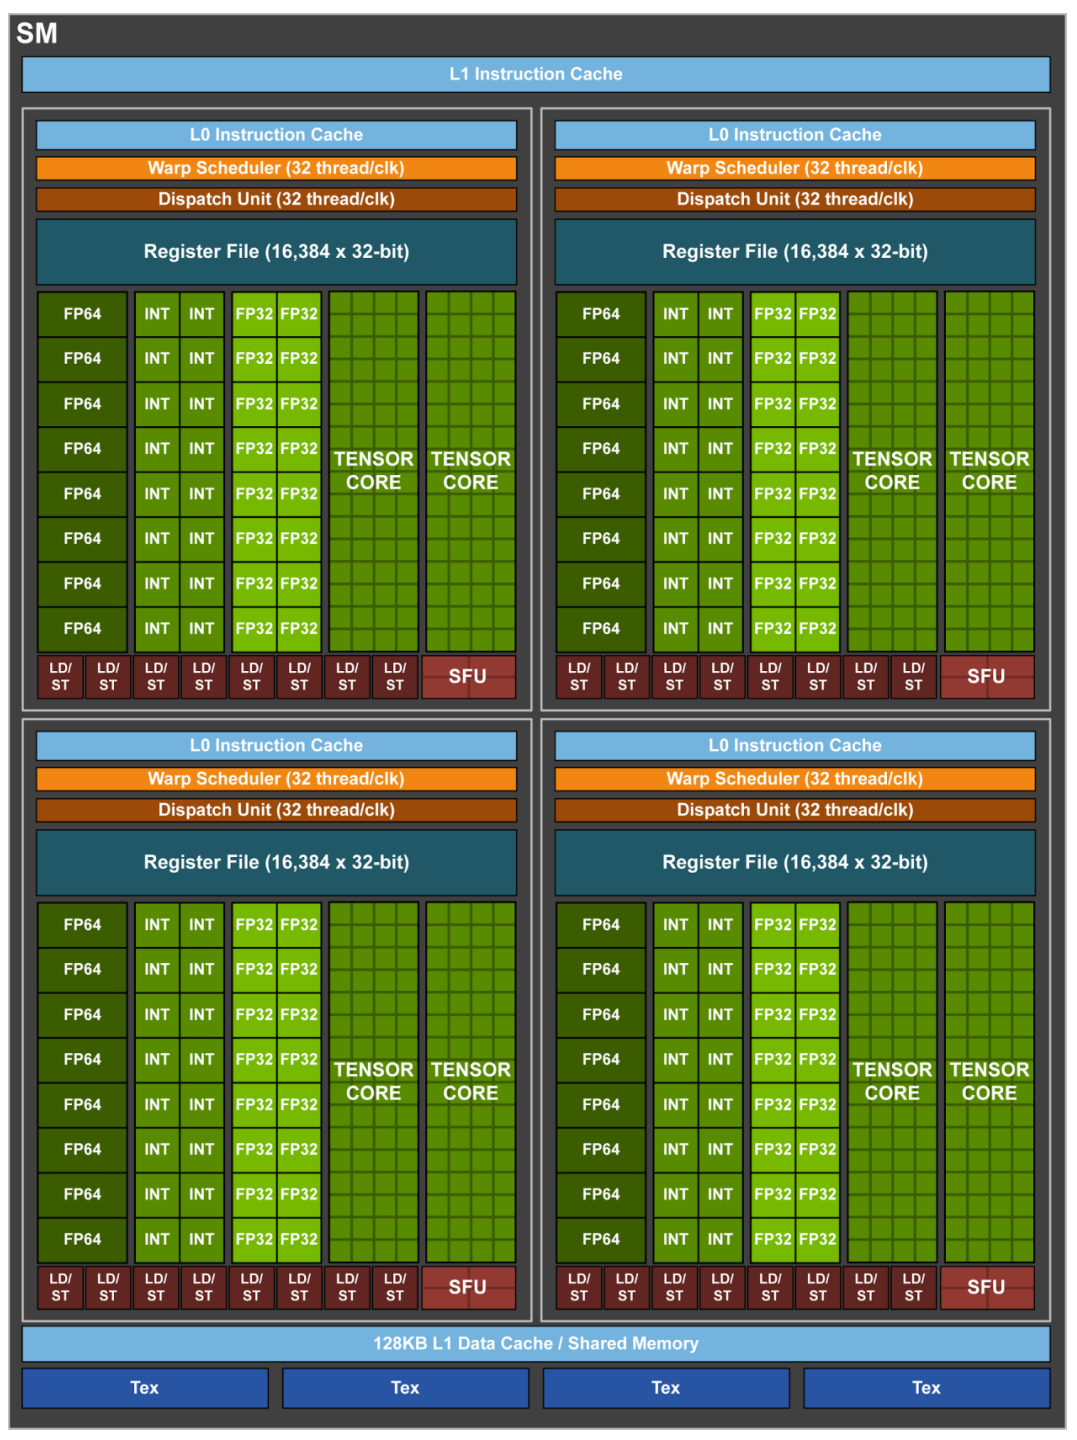 SM
L1 Instruction Cache
L0 Instruction Cache
Warp Scheduler (32 thread/clk)
Dispatch Unit (32 thread/clk)
Register File (16,384 x 32-bit)
FP64 INT INT FP32 FP32
FP64 INT INT FP32 FP32
FP64 INT INT FP32 FP32
FP64 INT INT FP32 FP32
FP64 INT INT FP32 FP32
FP64 INT INT FP32 FP32
FP64 INT INT FP32 FP32
FP64 INT INT FP32 FP32
TENSOR TENSOR
CORE CORE
LD/ LD/ LD/ LD/ LD/ LD/ LD/ LD/
ST ST ST ST ST ST ST ST
SFU
L0 Instruction Cache
Warp Scheduler (32 thread/clk)
Dispatch Unit (32 thread/clk)
Register File (16,384 x 32-bit)
FP64 INT INT FP32 FP32
FP64 INT INT FP32 FP32
FP64 INT INT FP32 FP32
FP64 INT INT FP32 FP32
FP64 INT INT FP32 FP32
FP64 INT INT FP32 FP32
FP64 INT INT FP32 FP32
FP64 INT INT FP32 FP32
TENSOR TENSOR
CORE CORE
LD/ LD/ LD/ LD/ LD/ LD/ LD/ LD/
ST ST ST ST ST ST ST ST
SFU
L0 Instruction Cache
Warp Scheduler (32 thread/clk)
Dispatch Unit (32 thread/clk)
Register File (16,384 x 32-bit)
FP64 INT INT FP32 FP32
FP64 INT INT FP32 FP32
FP64 INT INT FP32 FP32
FP64 INT INT FP32 FP32
FP64 INT INT FP32 FP32
FP64 INT INT FP32 FP32
FP64 INT INT FP32 FP32
FP64 INT INT FP32 FP32
TENSOR TENSOR
CORE CORE
LD/ LD/ LD/ LD/ LD/ LD/ LD/ LD/
ST ST ST ST ST ST ST ST
SFU
L0 Instruction Cache
Warp Scheduler (32 thread/clk)
Dispatch Unit (32 thread/clk)
Register File (16,384 x 32-bit)
FP64 INT INT FP32 FP32
FP64 INT INT FP32 FP32
FP64 INT INT FP32 FP32
FP64 INT INT FP32 FP32
FP64 INT INT FP32 FP32
FP64 INT INT FP32 FP32
FP64 INT INT FP32 FP32
FP64 INT INT FP32 FP32
TENSOR TENSOR
CORE CORE
LD/ LD/ LD/ LD/ LD/ LD/ LD/ LD/
ST ST ST ST ST ST ST ST
SFU
128KB L1 Data Cache / Shared Memory
Tex Tex Tex Tex